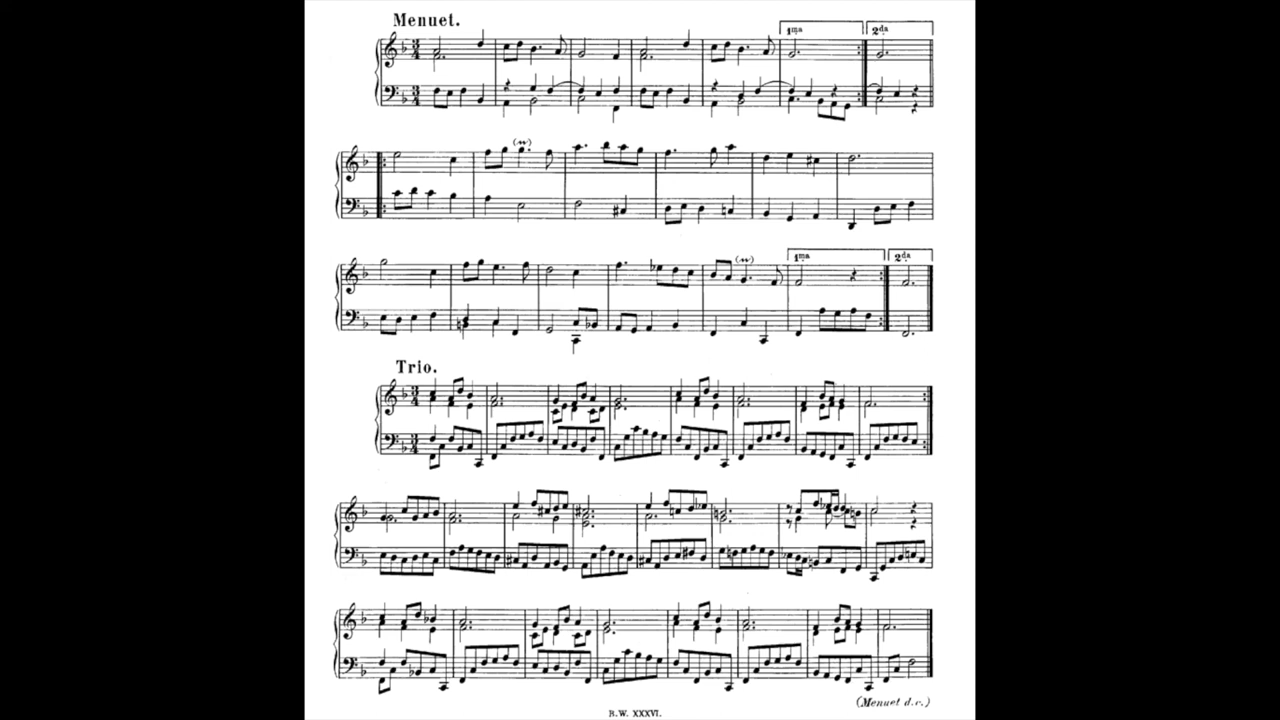 Menuet.
1ma 2da
1ma 2da
Trio.
(Menuet d.c.)
B.W. XXXVI.